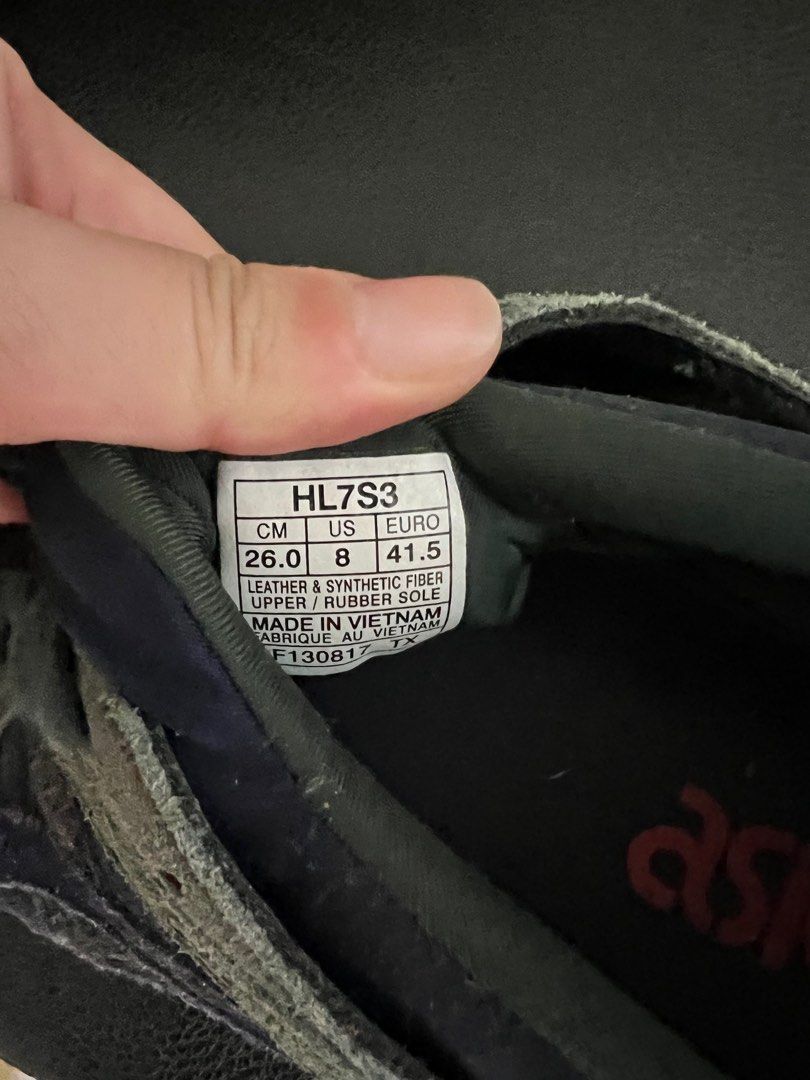 HL7S3
CM US EURO
26.0 8 41.5
LEATHER & SYNTHETIC FIBER
UPPER / RUBBER SOLE
MADE IN VIETNAM
FABRIQUE AU VIETNAM
F130817 TX
asi